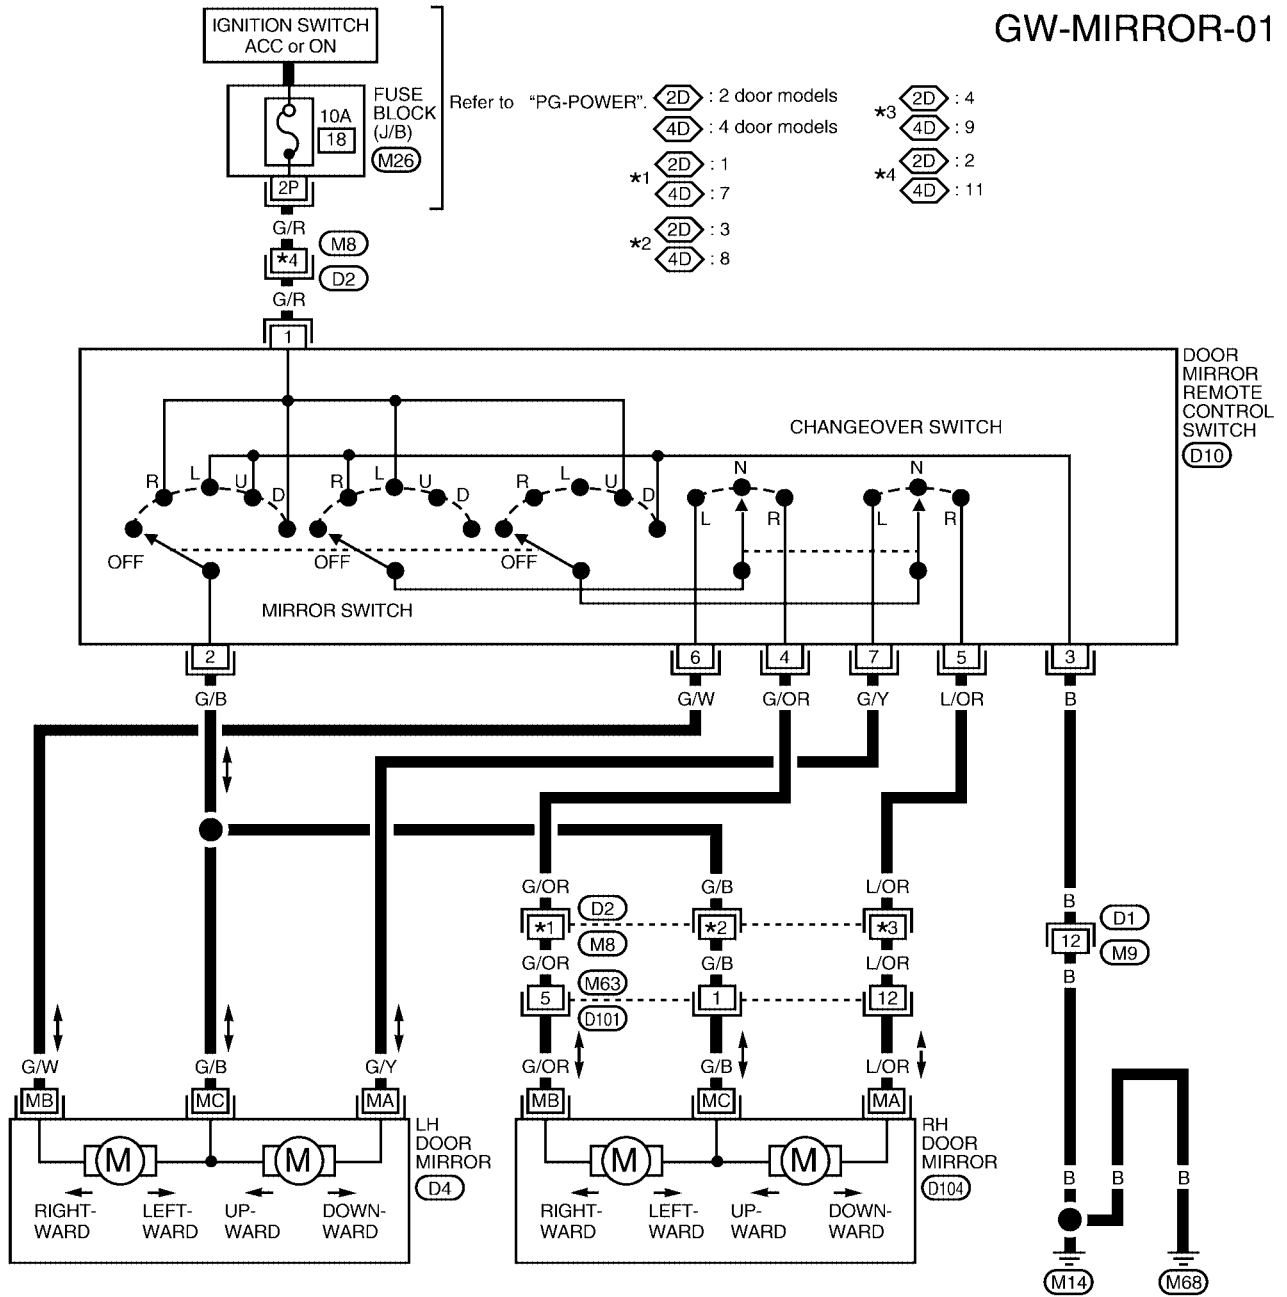 GW-MIRROR-01
IGNITION SWITCH
ACC or ON
FUSE
BLOCK
(J/B)
M26
10A
18
2P
Refer to "PG-POWER".
2D : 2 door models
4D : 4 door models
*1 2D : 1
4D : 7
*2 2D : 3
4D : 8
*3 2D : 4
4D : 9
*4 2D : 2
4D : 11
G/R
*4
M8
D2
G/R
1
DOOR
MIRROR
REMOTE
CONTROL
SWITCH
D10
CHANGEOVER SWITCH
R L U D
R L U D
R L U D
L N R
L N R
OFF
OFF
OFF
MIRROR SWITCH
2 6 4 7 5 3
G/B G/W G/OR G/Y L/OR B
G/OR G/B L/OR B
*1 D2 M8 *2 *3
12 D1 M9
G/OR G/B L/OR B
5 M63 D101 1 12
G/W G/B G/Y G/OR G/B L/OR
MB MC MA MB MC MA
M M
LH
DOOR
MIRROR
D4
RIGHT-
WARD
LEFT-
WARD
UP-
WARD
DOWN-
WARD
M M
RH
DOOR
MIRROR
D104
RIGHT-
WARD
LEFT-
WARD
UP-
WARD
DOWN-
WARD
B B B
M14 M68